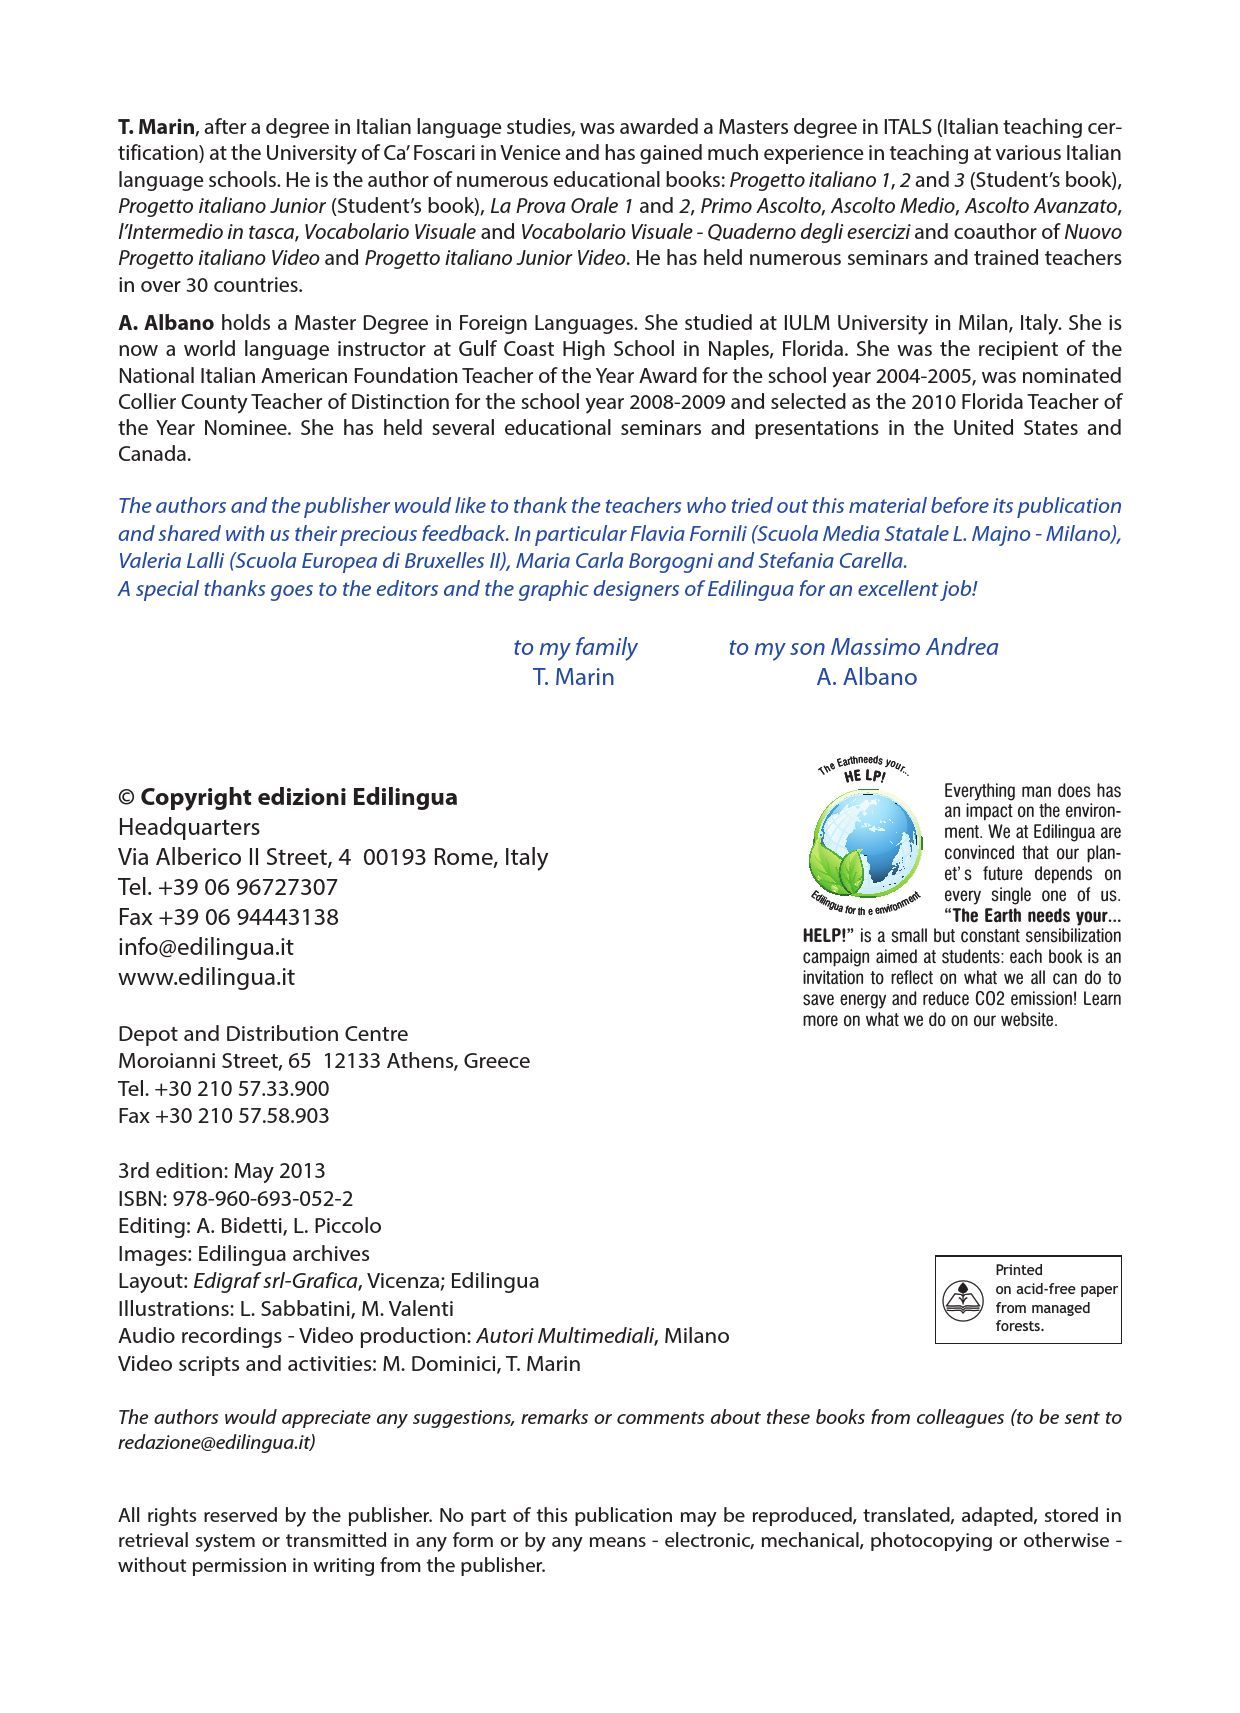 T. Marin, after a degree in Italian language studies, was awarded a Masters degree in ITALS (Italian teaching cer-
tification) at the University of Ca’ Foscari in Venice and has gained much experience in teaching at various Italian
language schools. He is the author of numerous educational books: Progetto italiano 1, 2 and 3 (Student’s book),
Progetto italiano Junior (Student’s book), La Prova Orale 1 and 2, Primo Ascolto, Ascolto Medio, Ascolto Avanzato,
l’Intermedio in tasca, Vocabolario Visuale and Vocabolario Visuale - Quaderno degli esercizi and coauthor of Nuovo
Progetto italiano Video and Progetto italiano Junior Video. He has held numerous seminars and trained teachers
in over 30 countries.
A. Albano holds a Master Degree in Foreign Languages. She studied at IULM University in Milan, Italy. She is
now a world language instructor at Gulf Coast High School in Naples, Florida. She was the recipient of the
National Italian American Foundation Teacher of the Year Award for the school year 2004-2005, was nominated
Collier County Teacher of Distinction for the school year 2008-2009 and selected as the 2010 Florida Teacher of
the Year Nominee. She has held several educational seminars and presentations in the United States and
Canada.
The authors and the publisher would like to thank the teachers who tried out this material before its publication
and shared with us their precious feedback. In particular Flavia Fornili (Scuola Media Statale L. Majno - Milano),
Valeria Lalli (Scuola Europea di Bruxelles II), Maria Carla Borgogni and Stefania Carella.
A special thanks goes to the editors and the graphic designers of Edilingua for an excellent job!
to my family
T. Marin
to my son Massimo Andrea
A. Albano
© Copyright edizioni Edilingua
Headquarters
Via Alberico II Street, 4 00193 Rome, Italy
Tel. +39 06 96727307
Fax +39 06 94443138
info@edilingua.it
www.edilingua.it
Depot and Distribution Centre
Moroianni Street, 65 12133 Athens, Greece
Tel. +30 210 57.33.900
Fax +30 210 57.58.903
3rd edition: May 2013
ISBN: 978-960-693-052-2
Editing: A. Bidetti, L. Piccolo
Images: Edilingua archives
Layout: Edigraf srl-Grafica, Vicenza; Edilingua
Illustrations: L. Sabbatini, M. Valenti
Audio recordings - Video production: Autori Multimediali, Milano
Video scripts and activities: M. Dominici, T. Marin
The Earthneeds your...
HE LP!
Edilingua for th e environment
Everything man does has
an impact on the environ-
ment. We at Edilingua are
convinced that our plan-
et’ s future depends on
every single one of us.
“The Earth needs your...
HELP!” is a small but constant sensibilization
campaign aimed at students: each book is an
invitation to reflect on what we all can do to
save energy and reduce CO2 emission! Learn
more on what we do on our website.
Printed
on acid-free paper
from managed
forests.
The authors would appreciate any suggestions, remarks or comments about these books from colleagues (to be sent to
redazione@edilingua.it)
All rights reserved by the publisher. No part of this publication may be reproduced, translated, adapted, stored in
retrieval system or transmitted in any form or by any means - electronic, mechanical, photocopying or otherwise -
without permission in writing from the publisher.